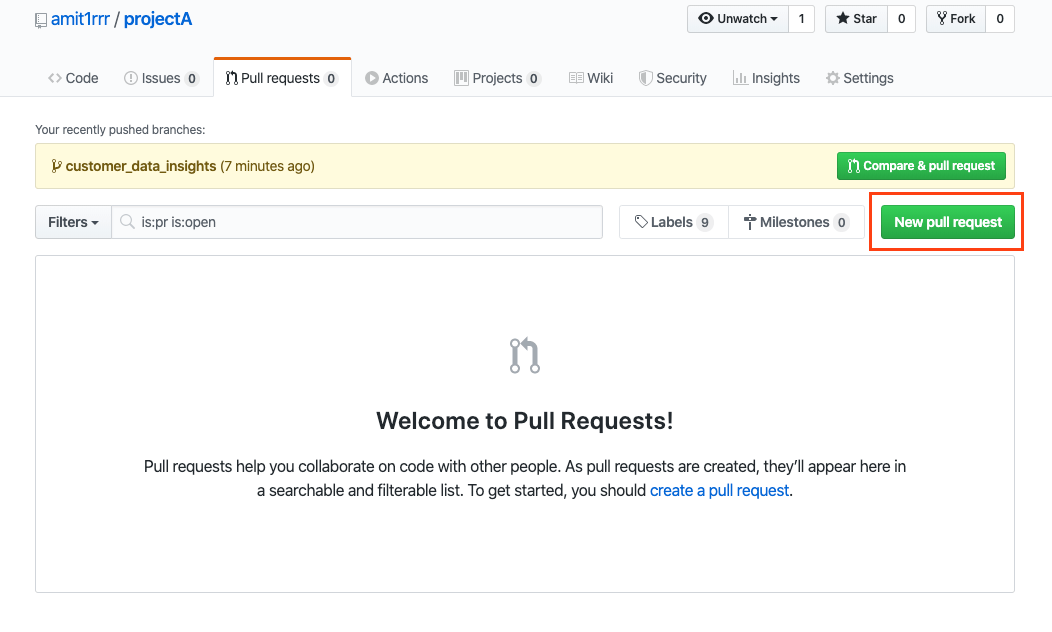 amit1rrr / projectA
Unwatch 1 Star 0 Fork 0
Code Issues 0 Pull requests 0 Actions Projects 0 Wiki Security Insights Settings
Your recently pushed branches:
customer_data_insights (7 minutes ago) Compare & pull request
Filters is:pr is:open Labels 9 Milestones 0 New pull request
Welcome to Pull Requests!
Pull requests help you collaborate on code with other people. As pull requests are created, they’ll appear here in
a searchable and filterable list. To get started, you should create a pull request.